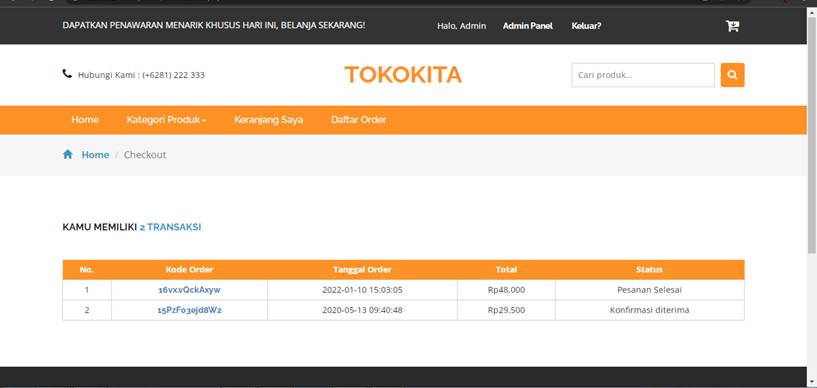 DAPATKAN PENAWARAN MENARIK KHUSUS HARI INI, BELANJA SEKARANG! Halo, Admin Admin Panel Keluar?
Hubungi Kami : (+6281) 222 333 TOKOKITA Cari produk...
Home Kategori Produk Keranjang Saya Daftar Order
Home / Checkout
KAMU MEMILIKI 2 TRANSAKSI
No. Kode Order Tanggal Order Total Status
1 16vx.vQckAxyw 2022-01-10 15:03:05 Rp48,000 Pesanan Selesai
2 15PzF03ejd8W2 2020-05-13 09:40:48 Rp29,500 Konfirmasi diterima